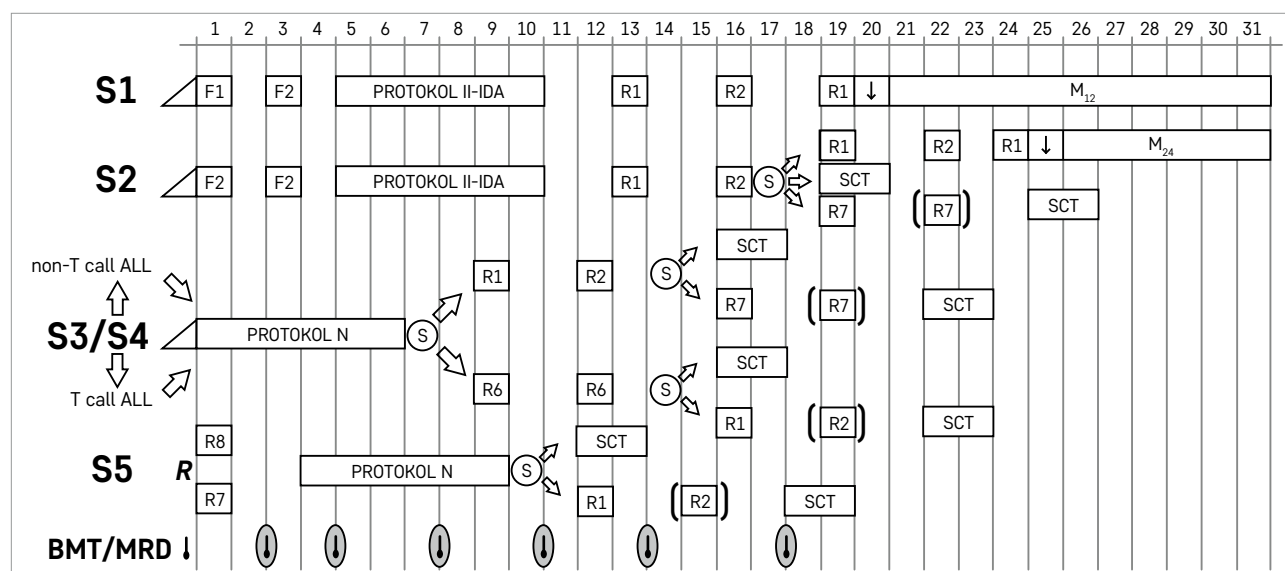 1 2 3 4 5 6 7 8 9 10 11 12 13 14 15 16 17 18 19 20 21 22 23 24 25 26 27 28 29 30 31
S1 F1 F2 PROTOKOL II-IDA R1 R2 R1 ↓ M₁₂
R1 R2 R1 ↓ M₂₄
S2 F2 F2 PROTOKOL II-IDA R1 R2 S SCT
R7 (R7) SCT
SCT
non-T call ALL R1 R2 S
R7 (R7) SCT
S3/S4 PROTOKOL N S
SCT
T call ALL R6 R6 S
R1 (R2) SCT
R8 SCT
S5 R PROTOKOL N S
R7 R1 (R2) SCT
BMT/MRD